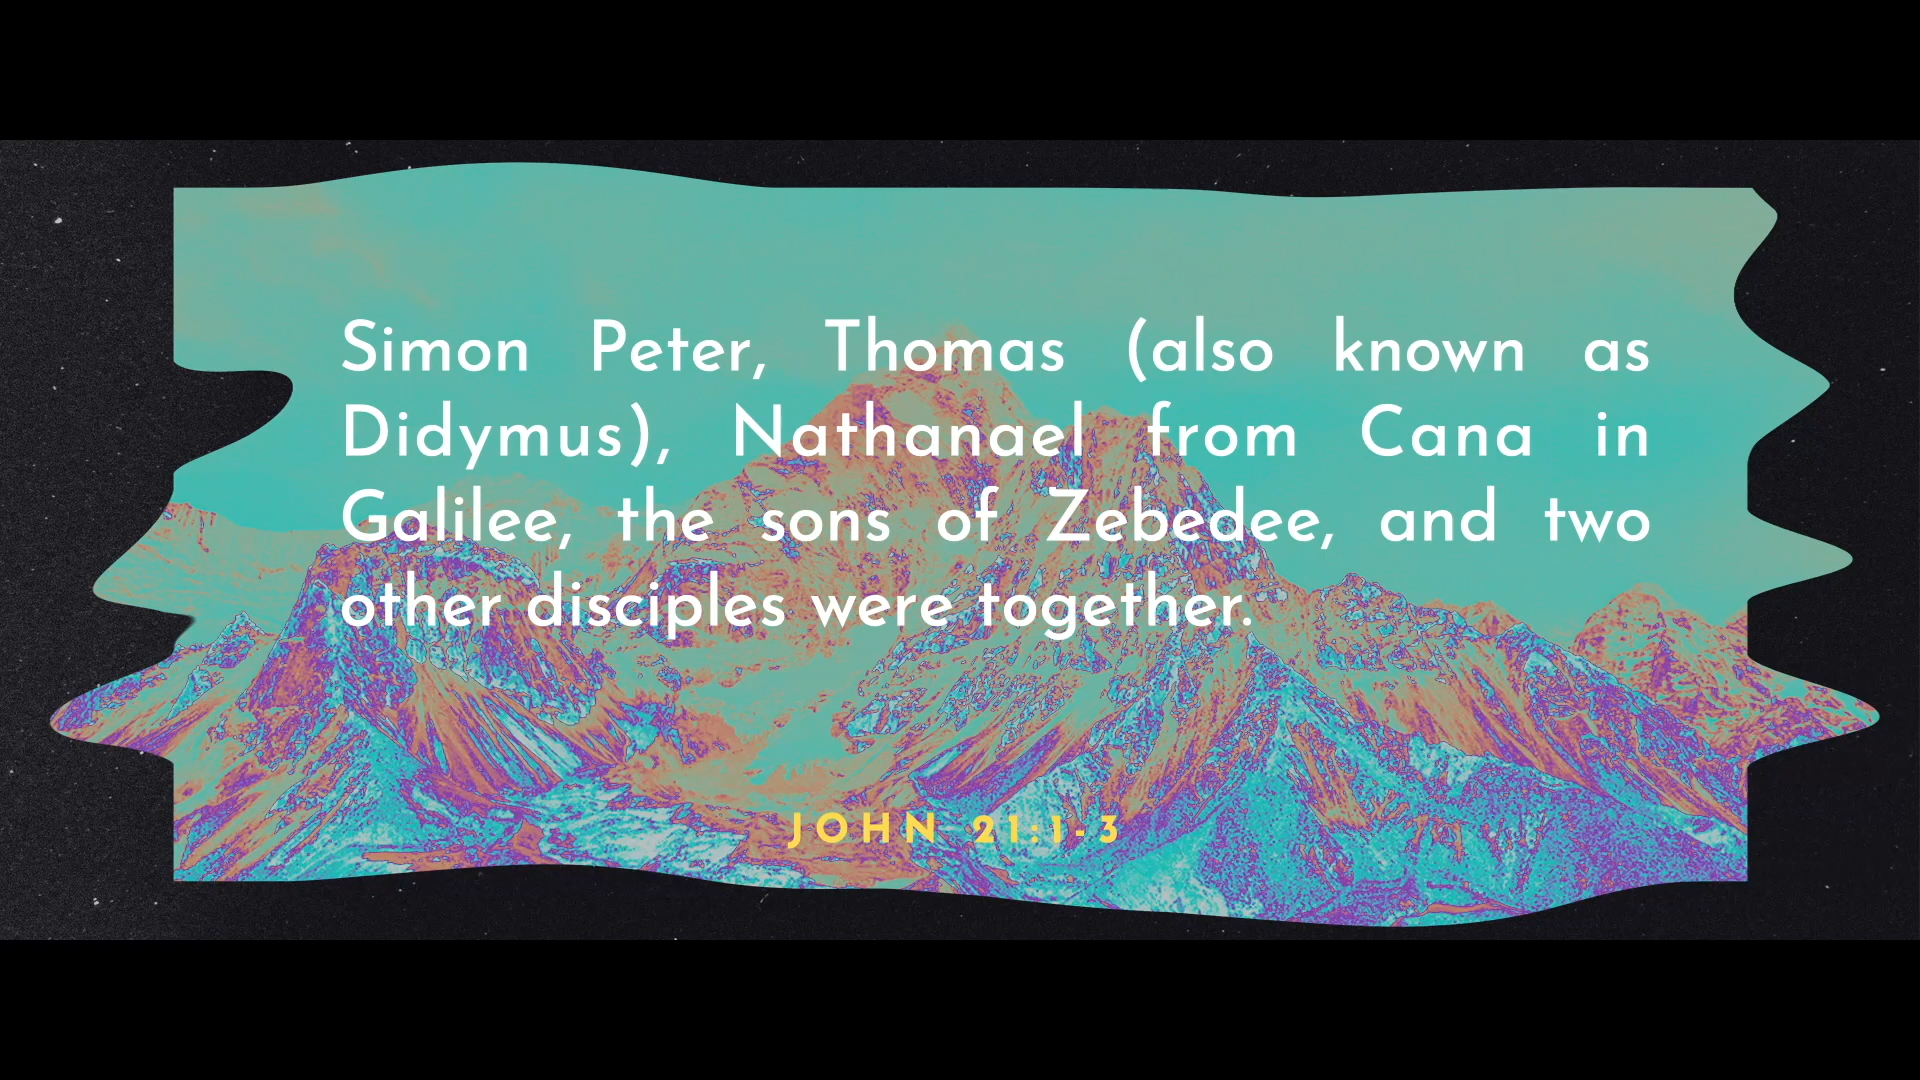 Simon Peter, Thomas (also known as
Didymus), Nathanael from Cana in
Galilee, the sons of Zebedee, and two
other disciples were together.
JOHN 21:1-3